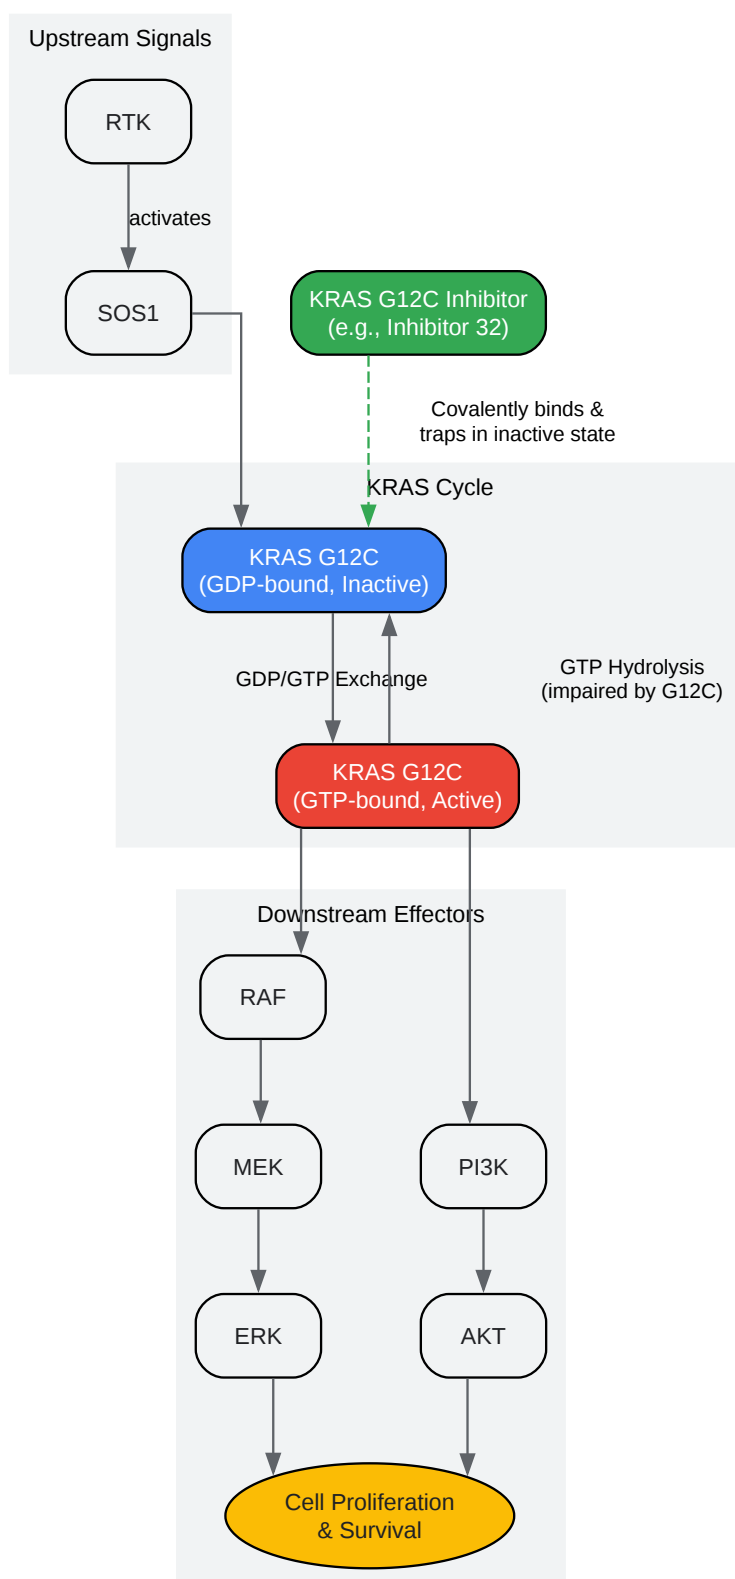 Upstream Signals
RTK
activates
SOS1
KRAS G12C Inhibitor
(e.g., Inhibitor 32)
Covalently binds &
traps in inactive state
KRAS Cycle
KRAS G12C
(GDP-bound, Inactive)
GDP/GTP Exchange
GTP Hydrolysis
(impaired by G12C)
KRAS G12C
(GTP-bound, Active)
Downstream Effectors
RAF
MEK
PI3K
ERK
AKT
Cell Proliferation
& Survival